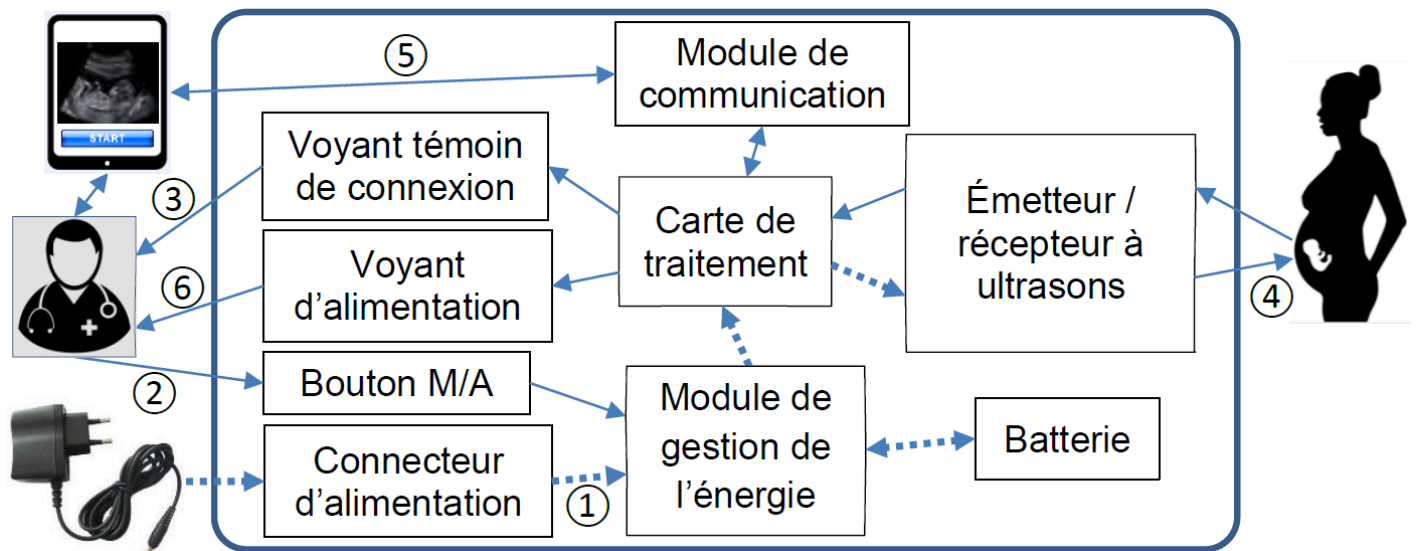 ⑤
Module de
communication
START
Voyant témoin
de connexion
③
Émetteur /
récepteur à
ultrasons
Carte de
traitement
Voyant
d'alimentation
⑥
④
②
Bouton M/A
Module de
gestion de
l'énergie
Batterie
Connecteur
d'alimentation
①